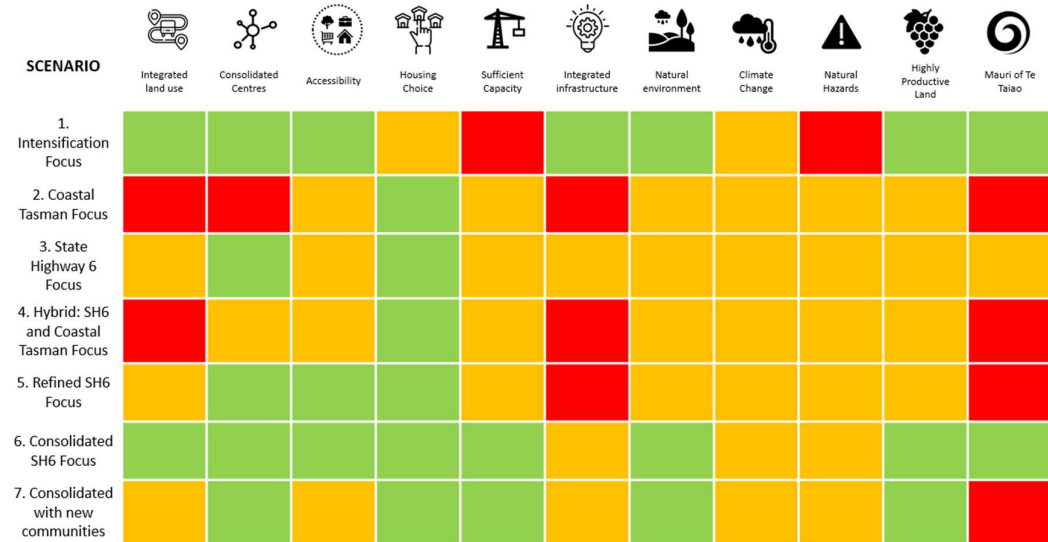 SCENARIO
Integrated
land use
Consolidated
Centres
Accessibility
Housing
Choice
Sufficient
Capacity
Integrated
infrastructure
Natural
environment
Climate
Change
Natural
Hazards
Highly
Productive
Land
Mauri of Te
Taiao
1.
Intensification
Focus
2. Coastal
Tasman Focus
3. State
Highway 6
Focus
4. Hybrid: SH6
and Coastal
Tasman Focus
5. Refined SH6
Focus
6. Consolidated
SH6 Focus
7. Consolidated
with new
communities